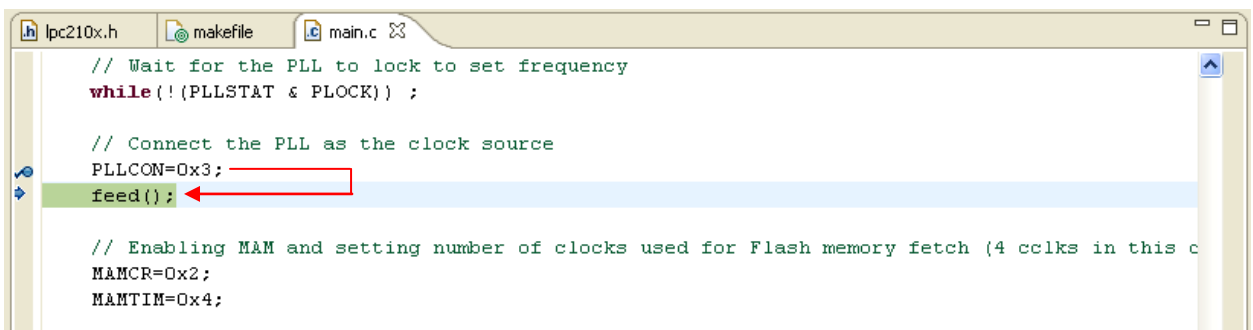 lpc210x.h makefile main.c
// Wait for the PLL to lock to set frequency
while(!(PLLSTAT & PLOCK)) ;
// Connect the PLL as the clock source
PLLCON=0x3;
feed();
// Enabling MAM and setting number of clocks used for Flash memory fetch (4 cclks in this c
MAMCR=0x2;
MAMTIM=0x4;